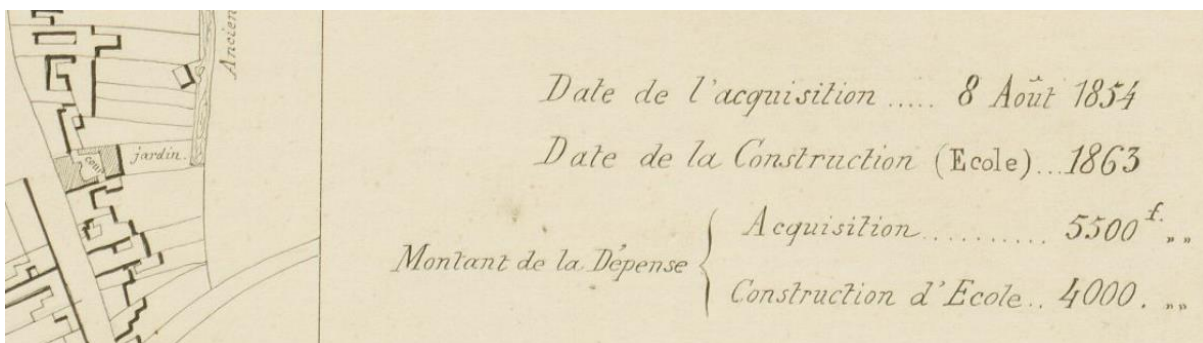 Ancien
cour
jardin.
Date de l'acquisition ..... 8 Août 1854
Date de la Construction (Ecole)...1863
Montant de la Dépense { Acquisition........... 5500 f. „„
Construction d'Ecole.. 4000. „„